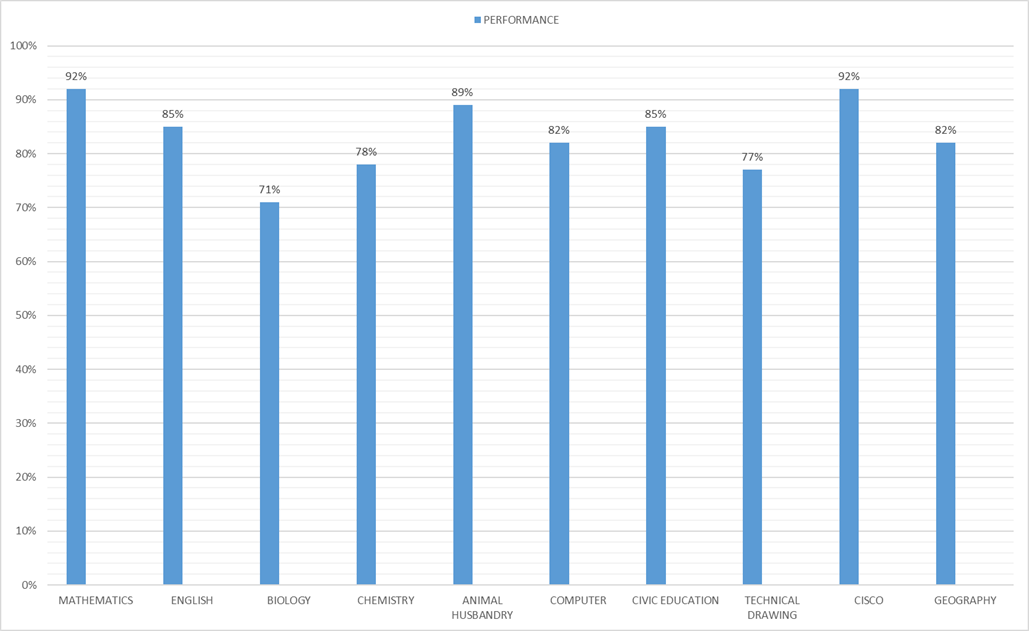 PERFORMANCE
100%
90%
80%
70%
60%
50%
40%
30%
20%
10%
0%
92%
85%
71%
78%
89%
82%
85%
77%
92%
82%
MATHEMATICS
ENGLISH
BIOLOGY
CHEMISTRY
ANIMAL
HUSBANDRY
COMPUTER
CIVIC EDUCATION
TECHNICAL
DRAWING
CISCO
GEOGRAPHY